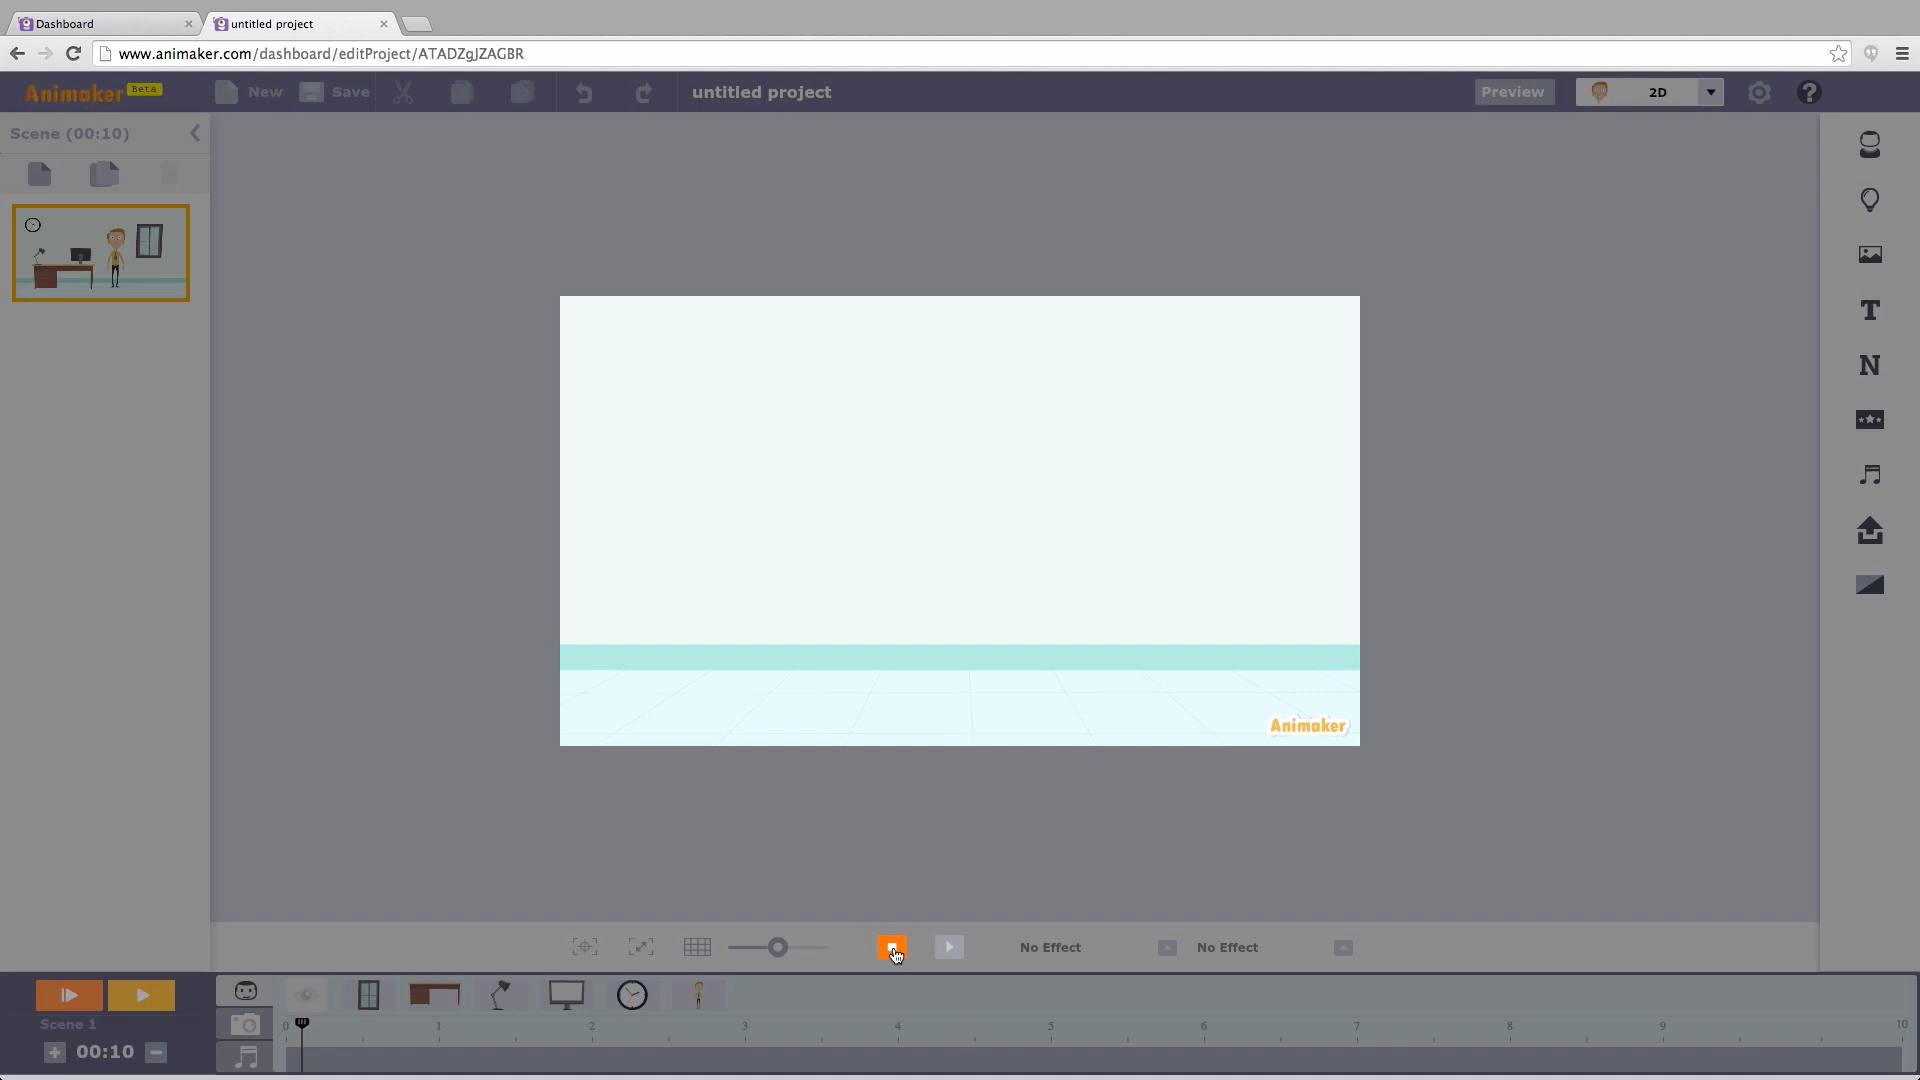 Dashboard
untitled project
www.animaker.com/dashboard/editProject/ATADZgJZAGBR
Animaker Beta
New
Save
untitled project
Preview
2D
?
Scene (00:10)
T
N
Animaker
No Effect
No Effect
Scene 1
00:10
0 1 2 3 4 5 6 7 8 9 10